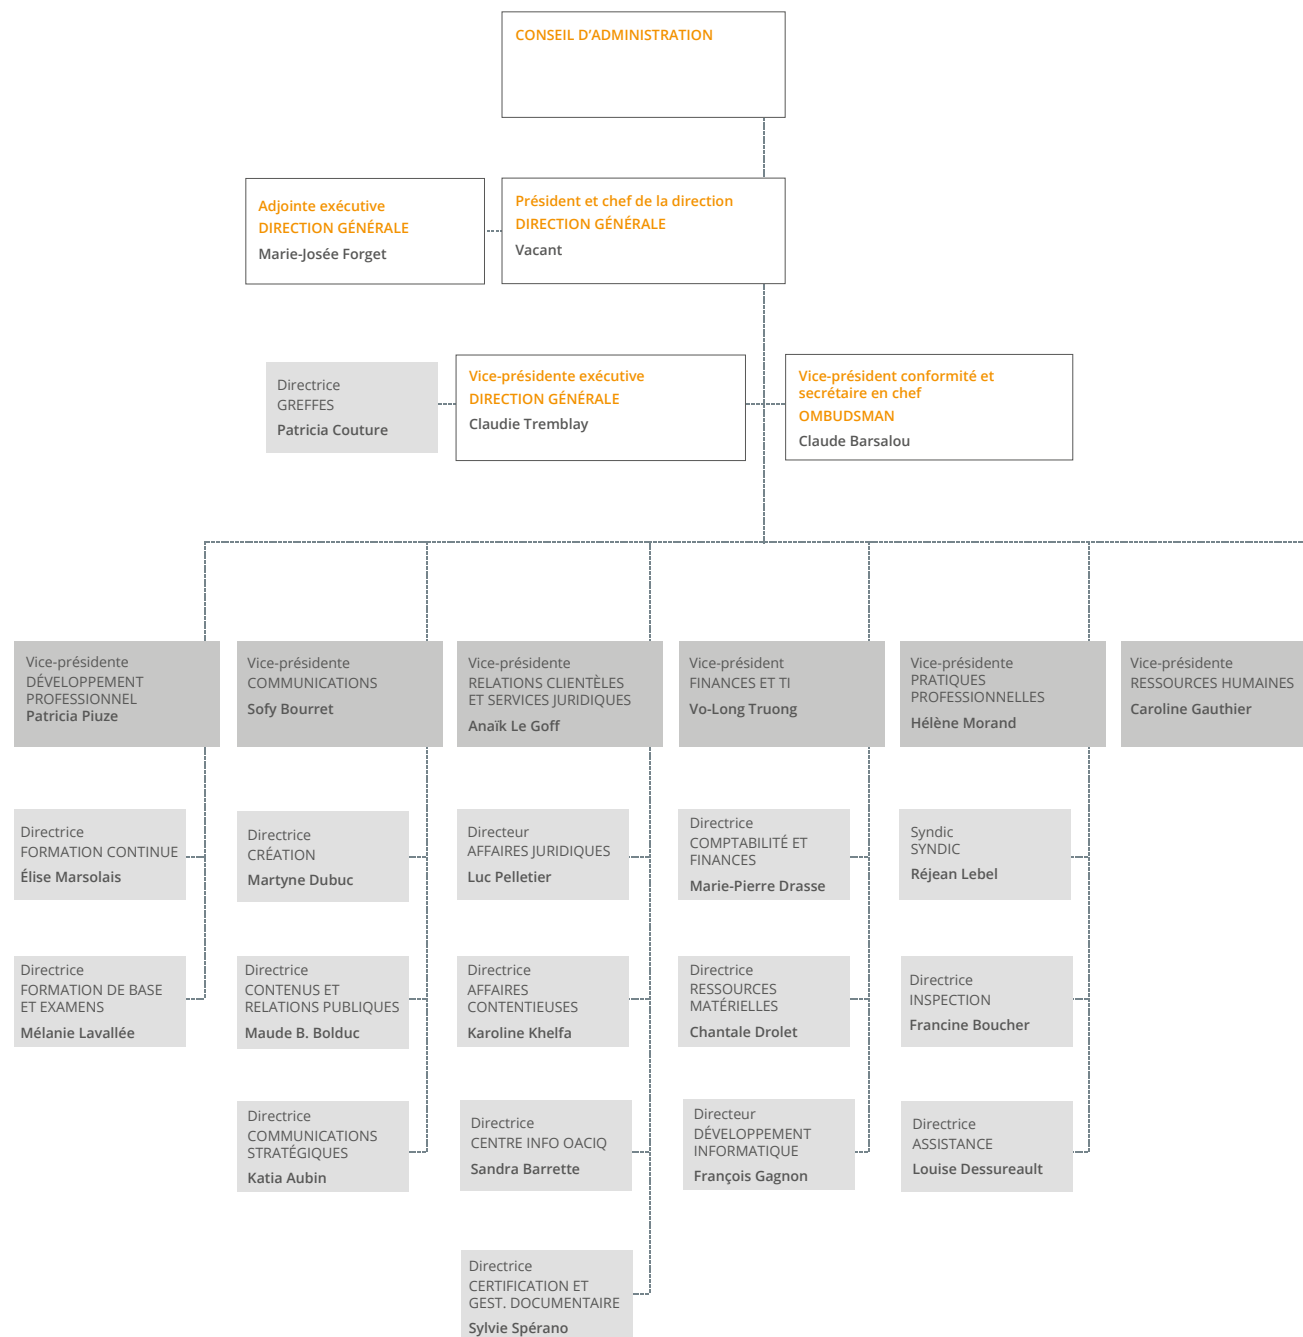 CONSEIL D'ADMINISTRATION
Adjointe exécutive
DIRECTION GÉNÉRALE
Marie-Josée Forget
Président et chef de la direction
DIRECTION GÉNÉRALE
Vacant
Directrice
GREFFES
Patricia Couture
Vice-présidente exécutive
DIRECTION GÉNÉRALE
Claudie Tremblay
Vice-président conformité et
secrétaire en chef
OMBUDSMAN
Claude Barsalou
Vice-présidente
DÉVELOPPEMENT
PROFESSIONNEL
Patricia Piuze
Vice-présidente
COMMUNICATIONS
Sofy Bourret
Vice-présidente
RELATIONS CLIENTÈLES
ET SERVICES JURIDIQUES
Anaïk Le Goff
Vice-président
FINANCES ET TI
Vo-Long Truong
Vice-présidente
PRATIQUES
PROFESSIONNELLES
Hélène Morand
Vice-présidente
RESSOURCES HUMAINES
Caroline Gauthier
Directrice
FORMATION CONTINUE
Élise Marsolais
Directrice
CRÉATION
Martyne Dubuc
Directeur
AFFAIRES JURIDIQUES
Luc Pelletier
Directrice
COMPTABILITÉ ET
FINANCES
Marie-Pierre Drasse
Syndic
SYNDIC
Réjean Lebel
Directrice
FORMATION DE BASE
ET EXAMENS
Mélanie Lavallée
Directrice
CONTENUS ET
RELATIONS PUBLIQUES
Maude B. Bolduc
Directrice
AFFAIRES
CONTENTIEUSES
Karoline Khelfa
Directrice
RESSOURCES
MATÉRIELLES
Chantale Drolet
Directrice
INSPECTION
Francine Boucher
Directrice
COMMUNICATIONS
STRATÉGIQUES
Katia Aubin
Directrice
CENTRE INFO OACIQ
Sandra Barrette
Directeur
DÉVELOPPEMENT
INFORMATIQUE
François Gagnon
Directrice
ASSISTANCE
Louise Dessureault
Directrice
CERTIFICATION ET
GEST. DOCUMENTAIRE
Sylvie Spérano